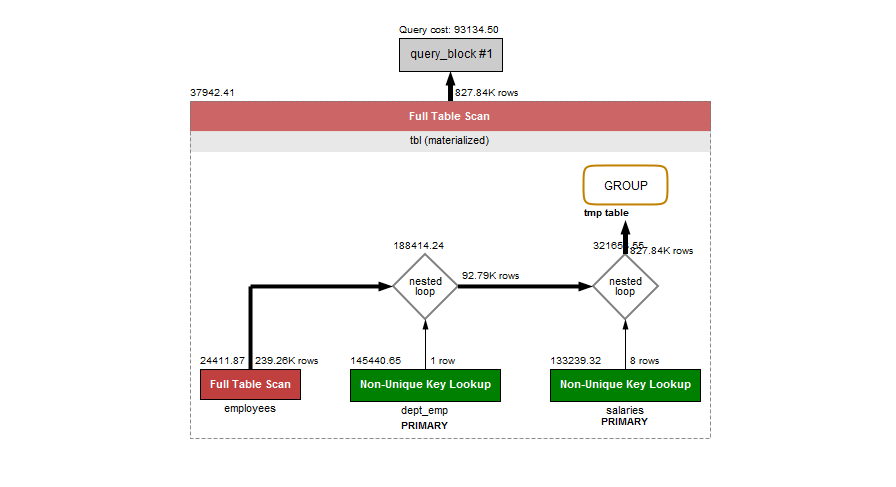 Query cost: 93134.50
query_block #1
37942.41
827.84K rows
Full Table Scan
tbl (materialized)
GROUP
tmp table
188414.24
321654.55
827.84K rows
92.79K rows
nested
loop
nested
loop
24411.87
239.26K rows
145440.65
1 row
133239.32
8 rows
Full Table Scan
Non-Unique Key Lookup
Non-Unique Key Lookup
employees
dept_emp
salaries
PRIMARY
PRIMARY